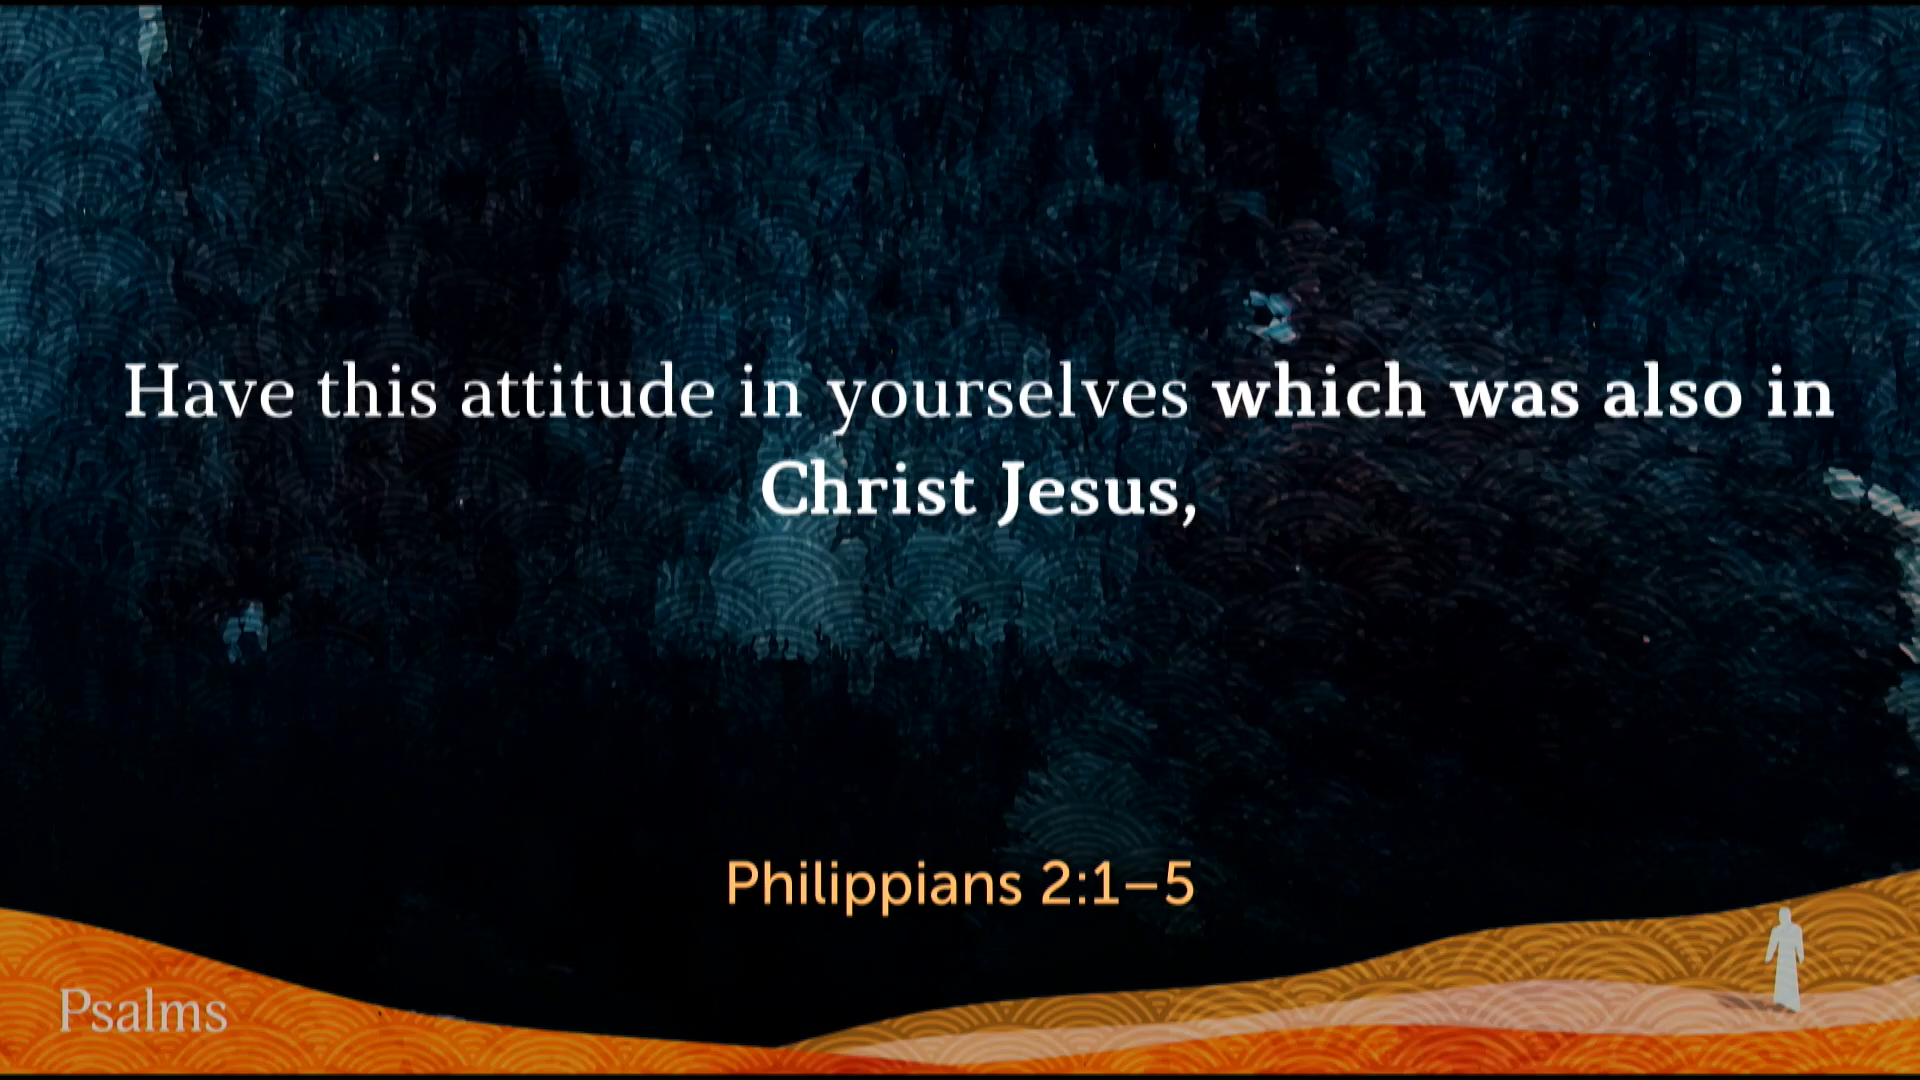 Have this attitude in yourselves which was also in
Christ Jesus,
Philippians 2:1–5
Psalms